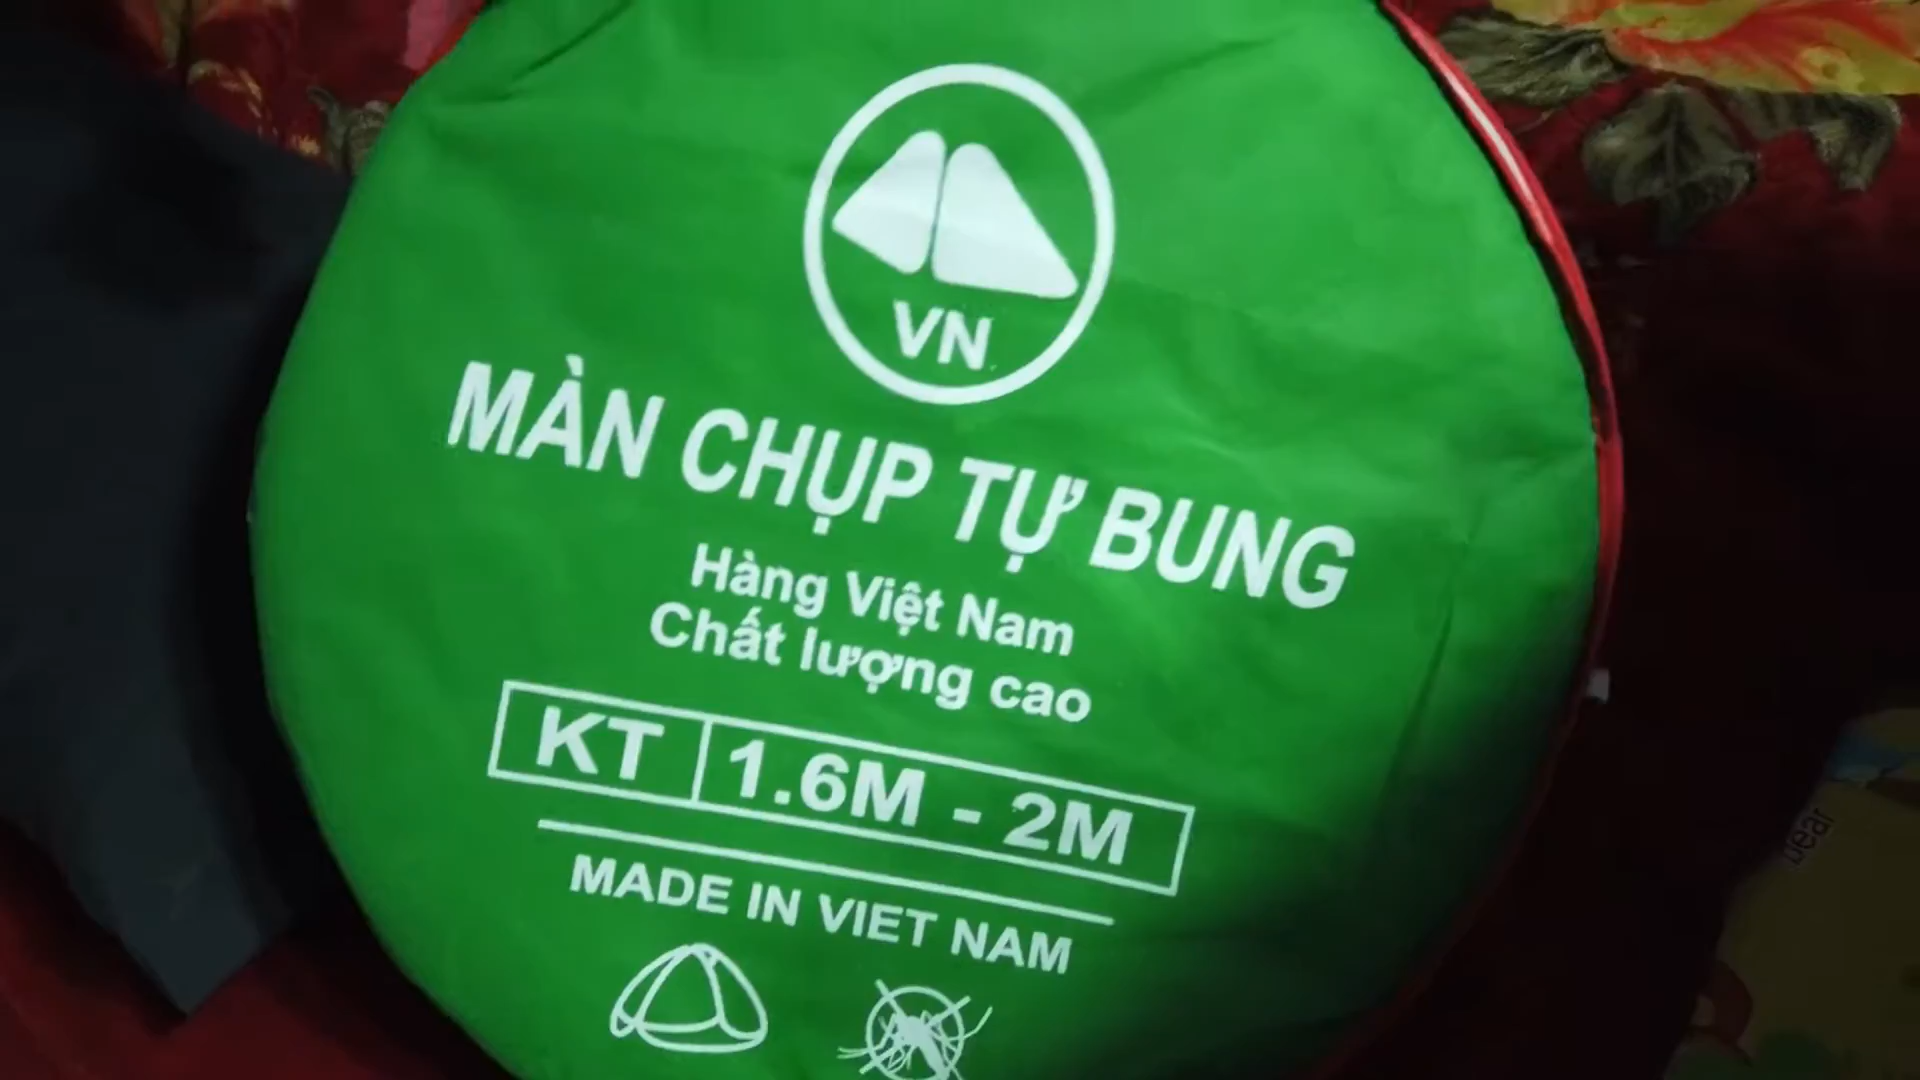 VN
MÀN CHỤP TỰ BUNG
Hàng Việt Nam
Chất lượng cao
KT 1.6M - 2M
MADE IN VIET NAM
bear